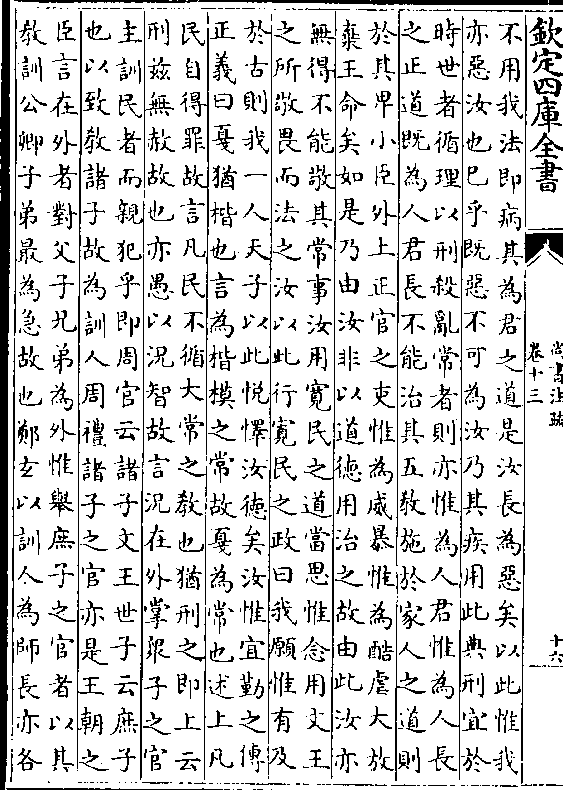 欽定四庫全書
尚書注疏
卷十三
十六
不用我法即病其為君之道是汝長為惡矣以此惟我
亦惡汝也巳乎既惡不可為汝乃其疾用此典刑宜於
時世者循理以刑殺亂常者則亦惟為人君惟為人長
之正道既為人君長不能治其五教施於家人之道則
於其卑小臣外上正官之吏惟為威暴惟為酷虐大放
棄王命矣如是乃由汝非以道德用治之故由此汝亦
無得不能敬其常事汝用寛民之道當思惟念用文王
之所敬畏而法之汝以此行寛民之政曰我願惟有及
於古則我一人天子以此悦懌汝德矣汝惟宜勤之傳
正義曰戞猶楷也言為楷模之常故戞為常也述上凡
民自得罪故言凡民不循大常之教也猶刑之即上云
刑兹無赦故也亦愚以況智故言況在外掌衆子之官
主訓民者而親犯乎即周官云諸子文王世子云庶子
也以致教諸子故為訓人周禮諸子之官亦是王朝之
臣言在外者對父子兄弟為外惟舉庶子之官者以其
教訓公卿子弟最為急故也鄭玄以訓人為師長亦各